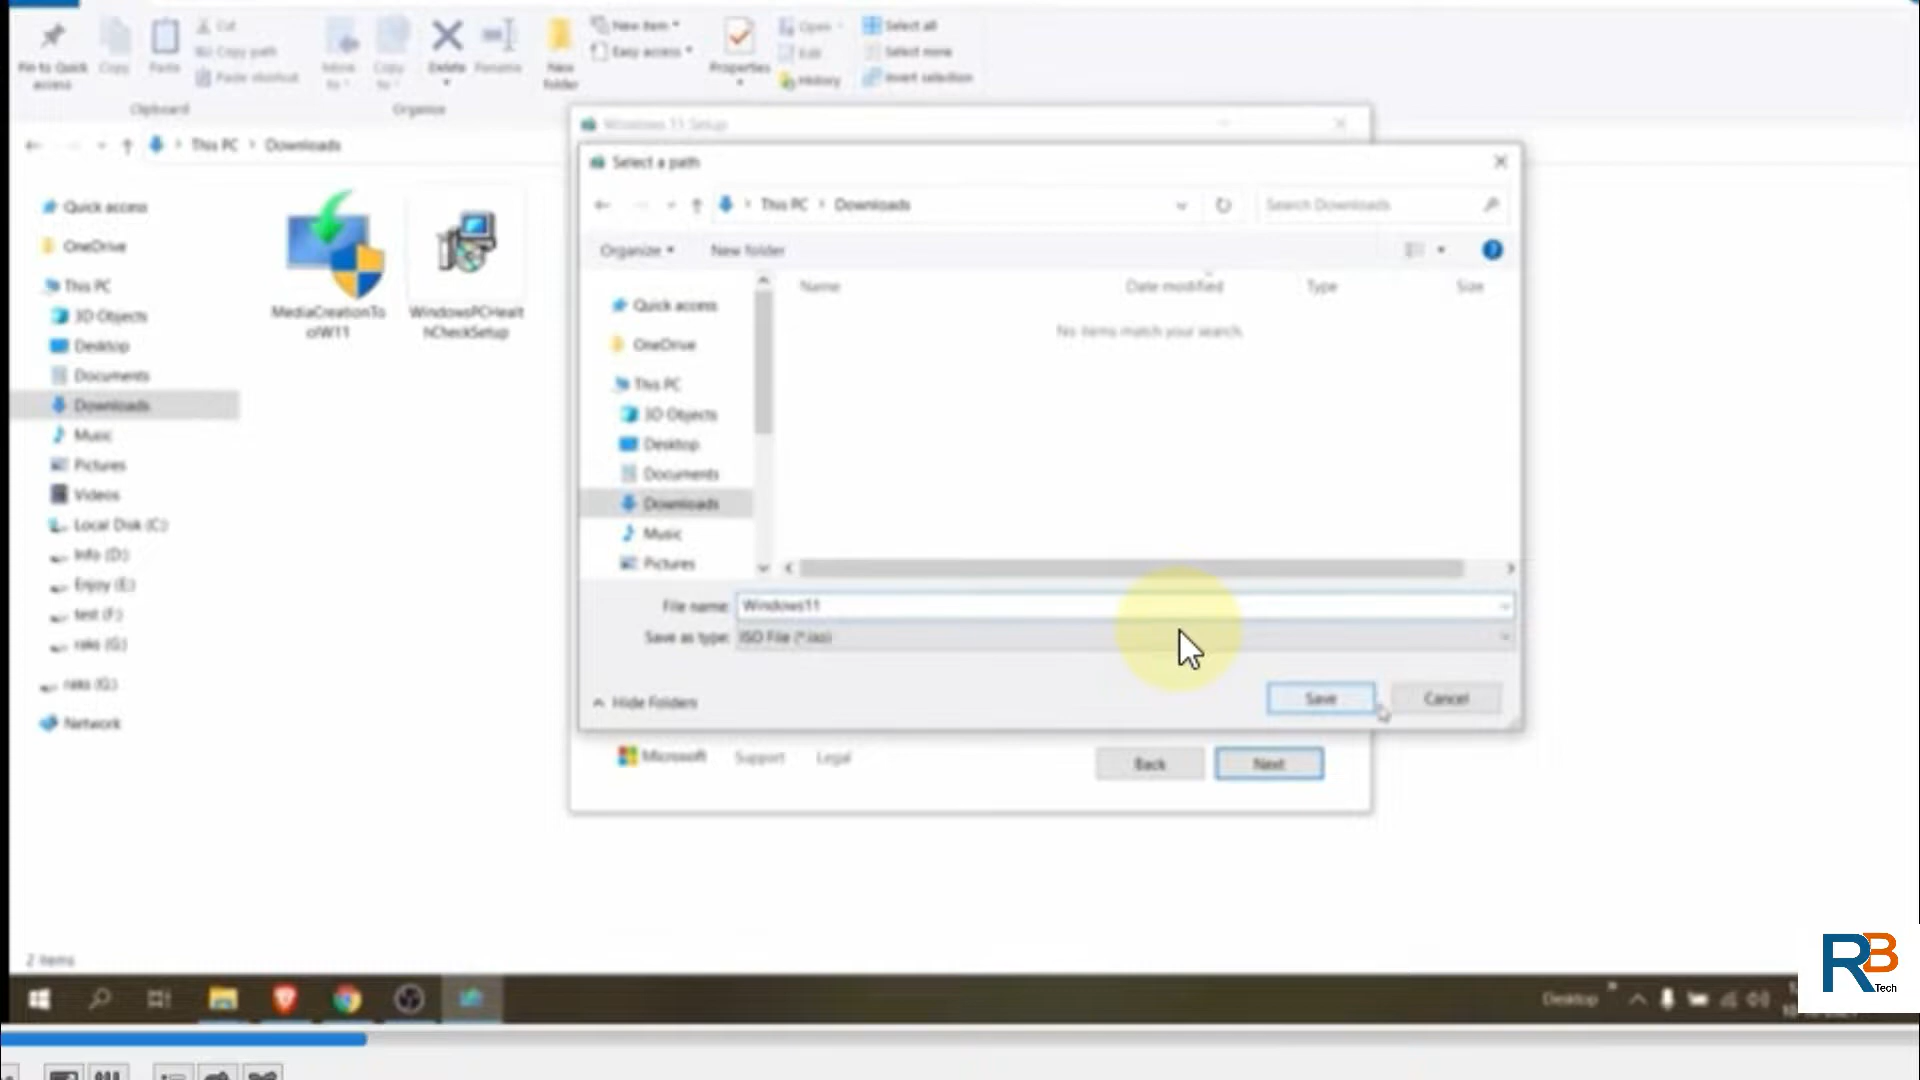 Cut
Copy path
Paste shortcut
Pin to Quick access
Copy
Paste
Move to
Copy to
Delete
Rename
New folder
New item
Easy access
Properties
Open
Edit
History
Select all
Select none
Invert selection
Clipboard
Organize
This PC > Downloads
Quick access
OneDrive
This PC
3D Objects
Desktop
Documents
Downloads
Music
Pictures
Videos
Local Disk (C:)
Info (D:)
Enjoy (E:)
test (F:)
raks (G:)
raks (G:)
Network
MediaCreationToolW11
WindowsPCHealthCheckSetup
Windows 11 Setup
Select a path
This PC > Downloads
Search Downloads
Organize
New folder
Name
Date modified
Type
Size
No items match your search.
Quick access
OneDrive
This PC
3D Objects
Desktop
Documents
Downloads
Music
Pictures
File name: Windows11
Save as type: ISO File (*.iso)
Hide Folders
Save
Cancel
Microsoft
Support
Legal
Back
Next
2 items
Desktop
RB
Tech